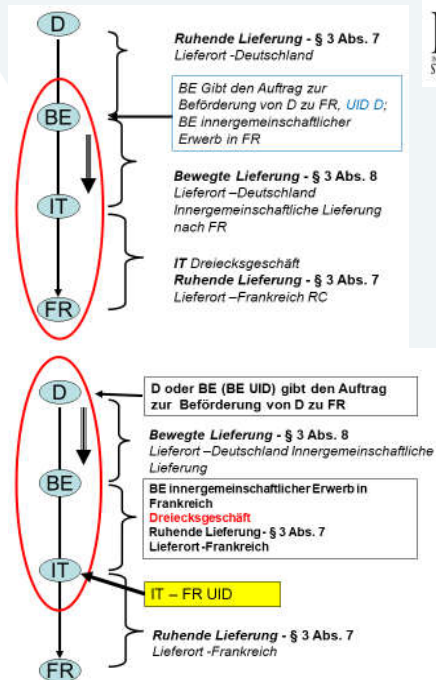 D
Ruhende Lieferung - § 3 Abs. 7
Lieferort -Deutschland
BE
BE Gibt den Auftrag zur
Beförderung von D zu FR, UID D;
BE innergemeinschaftlicher
Erwerb in FR
Bewegte Lieferung - § 3 Abs. 8
Lieferort –Deutschland
Innergemeinschaftliche Lieferung
nach FR
IT
IT Dreiecksgeschäft
Ruhende Lieferung - § 3 Abs. 7
Lieferort –Frankreich RC
FR
D
D oder BE (BE UID) gibt den Auftrag
zur Beförderung von D zu FR
Bewegte Lieferung - § 3 Abs. 8
Lieferort –Deutschland Innergemeinschaftliche
Lieferung
BE
BE innergemeinschaftlicher Erwerb in
Frankreich
Dreiecksgeschäft
Ruhende Lieferung - § 3 Abs. 7
Lieferort -Frankreich
IT
IT – FR UID
Ruhende Lieferung - § 3 Abs. 7
Lieferort -Frankreich
FR